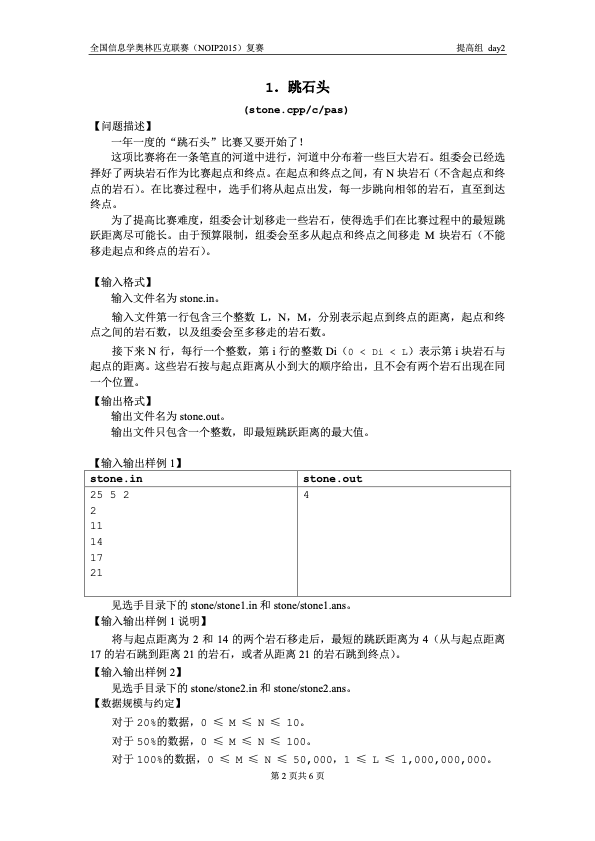 全国信息学奥林匹克联赛（NOIP2015）复赛 提高组 day2
1. 跳石头
(stone.cpp/c/pas)
【问题描述】
一年一度的“跳石头”比赛又要开始了！
这项比赛将在一条笔直的河道中进行，河道中分布着一些巨大岩石。组委会已经选
择好了两块岩石作为比赛起点和终点。在起点和终点之间，有 N 块岩石（不含起点和终
点的岩石）。在比赛过程中，选手们将从起点出发，每一步跳向相邻的岩石，直至到达
终点。
为了提高比赛难度，组委会计划移走一些岩石，使得选手们在比赛过程中的最短跳
跃距离尽可能长。由于预算限制，组委会至多从起点和终点之间移走 M 块岩石（不能
移走起点和终点的岩石）。
【输入格式】
输入文件名为 stone.in。
输入文件第一行包含三个整数 L，N，M，分别表示起点到终点的距离，起点和终
点之间的岩石数，以及组委会至多移走的岩石数。
接下来 N 行，每行一个整数，第 i 行的整数 Di（0 < Di < L）表示第 i 块岩石与
起点的距离。这些岩石按与起点距离从小到大的顺序给出，且不会有两个岩石出现在同
一个位置。
【输出格式】
输出文件名为 stone.out。
输出文件只包含一个整数，即最短跳跃距离的最大值。
【输入输出样例 1】
stone.in stone.out
25 5 2 4
2
11
14
17
21
见选手目录下的 stone/stone1.in 和 stone/stone1.ans。
【输入输出样例 1 说明】
将与起点距离为 2 和 14 的两个岩石移走后，最短的跳跃距离为 4（从与起点距离
17 的岩石跳到距离 21 的岩石，或者从距离 21 的岩石跳到终点）。
【输入输出样例 2】
见选手目录下的 stone/stone2.in 和 stone/stone2.ans。
【数据规模与约定】
对于 20%的数据，0 ≤ M ≤ N ≤ 10。
对于 50%的数据，0 ≤ M ≤ N ≤ 100。
对于 100%的数据，0 ≤ M ≤ N ≤ 50,000，1 ≤ L ≤ 1,000,000,000。
第 2 页共 6 页